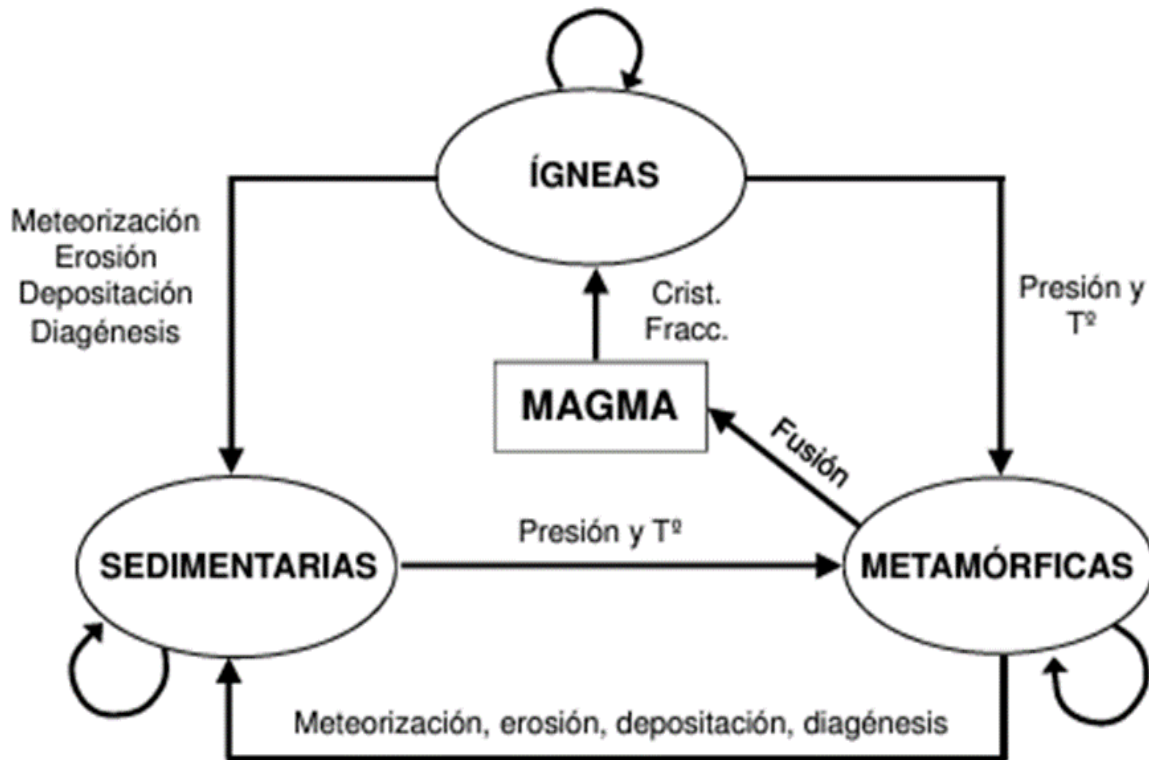 ÍGNEAS
Meteorización
Erosión
Depositación
Diagénesis
Presión y
Tº
Crist.
Fracc.
MAGMA
Fusión
SEDIMENTARIAS
Presión y Tº
METAMÓRFICAS
Meteorización, erosión, depositación, diagénesis